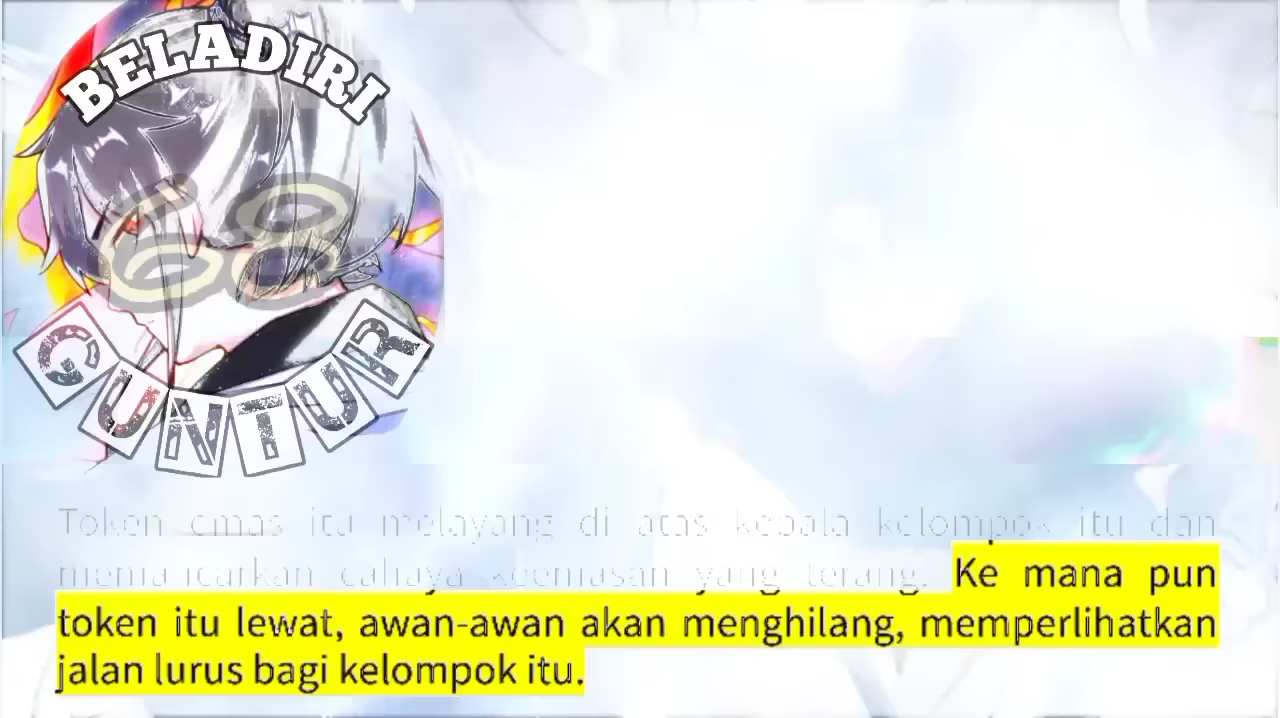 BELADIRI
GUNTUR
Token emas itu melayang di atas kepala kelompok itu dan
memancarkan cahaya keemasan yang terang. Ke mana pun
token itu lewat, awan-awan akan menghilang, memperlihatkan
jalan lurus bagi kelompok itu.